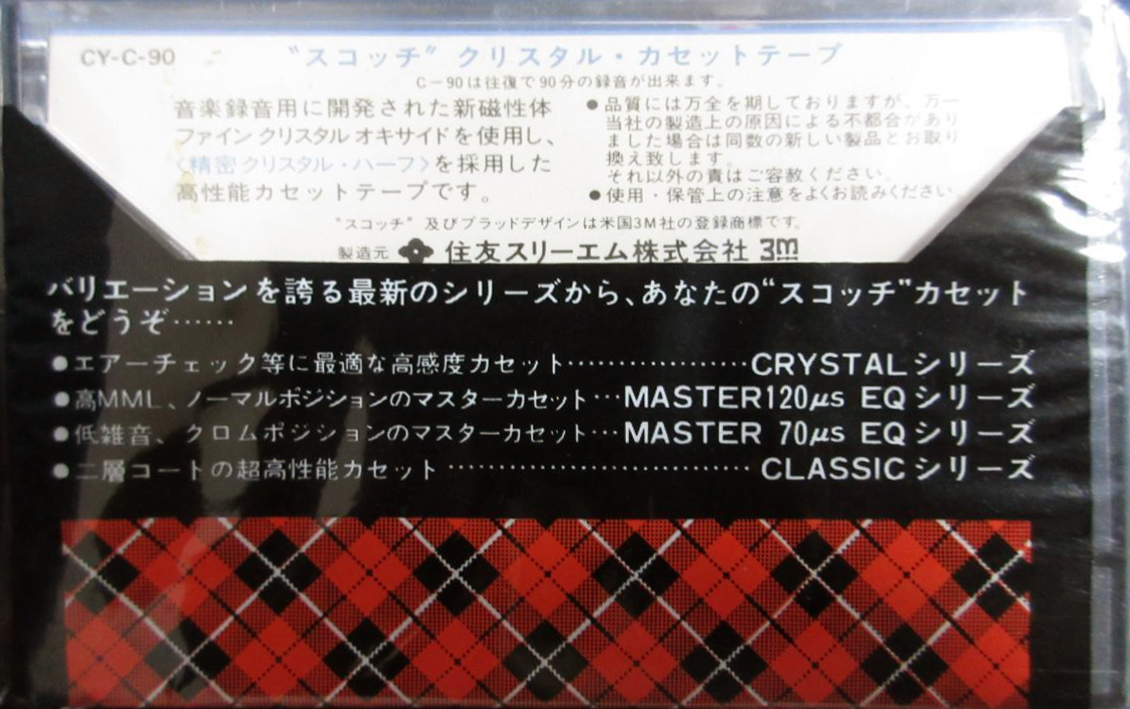 CY-C-90
“スコッチ” クリスタル・カセットテープ
C－90は往復で90分の録音が出来ます。
音楽録音用に開発された新磁性体
ファインクリスタルオキサイドを使用し、
〈精密クリスタル・ハーフ〉を採用した
高性能カセットテープです。
●品質には万全を期しておりますが、万一
当社の製造上の原因による不都合があり
ました場合は同数の新しい製品とお取り
換え致します。
それ以外の責はご容赦ください。
●使用・保管上の注意をよくお読みください
“スコッチ” 及びプラッドデザインは米国3M社の登録商標です。
製造元 住友スリーエム株式会社 3M
バリエーションを誇る最新のシリーズから、あなたの“スコッチ”カセット
をどうぞ……
●エアーチェック等に最適な高感度カセット………………CRYSTALシリーズ
●高MML、ノーマルポジションのマスターカセット…MASTER120μs EQシリーズ
●低雑音、クロムポジションのマスターカセット…MASTER 70μs EQシリーズ
●二層コートの超高性能カセット…………………………CLASSICシリーズ